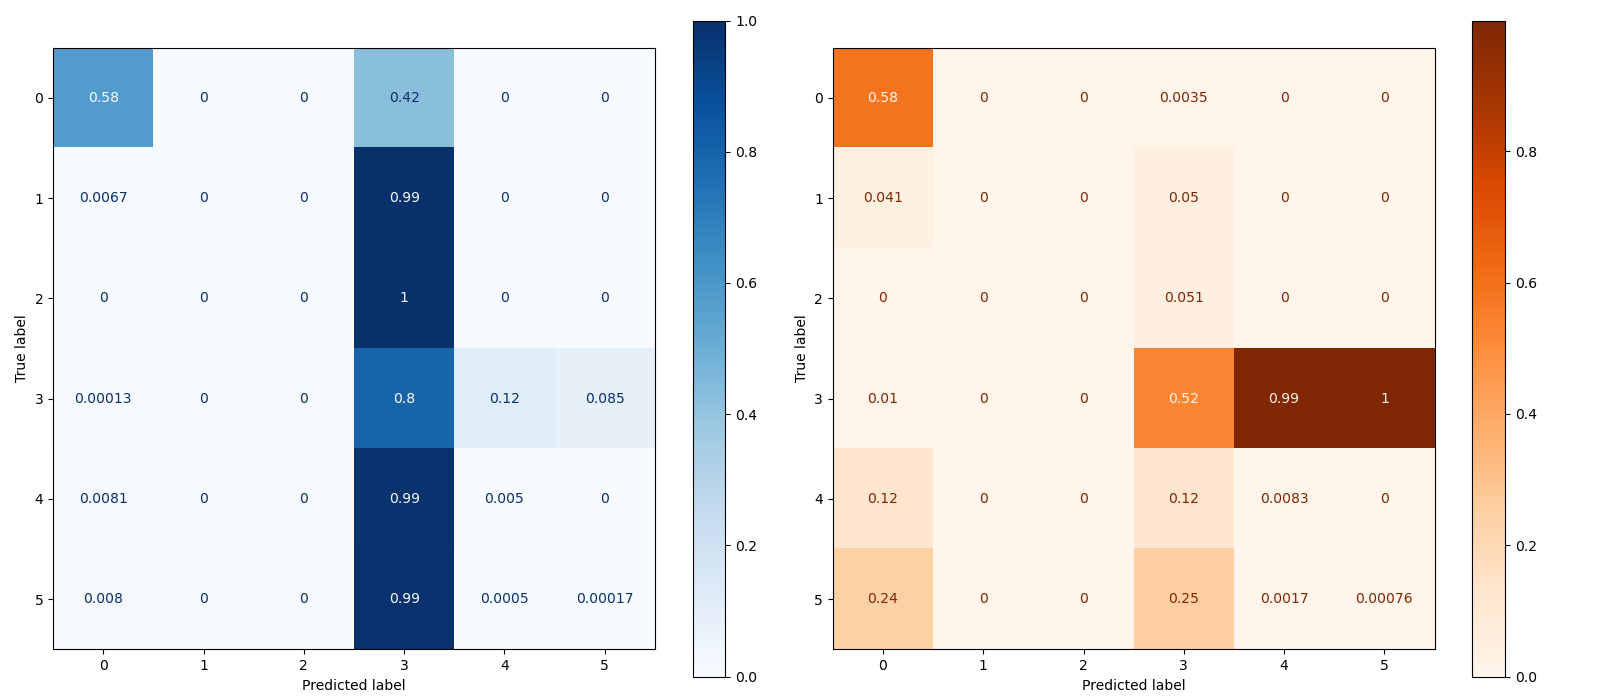 1.0
0 0.58 0 0 0.42 0 0
0.8
1 0.0067 0 0 0.99 0 0
2 0 0 0 1 0 0
0.6
3 0.00013 0 0 0.8 0.12 0.085
0.4
4 0.0081 0 0 0.99 0.005 0
0.2
5 0.008 0 0 0.99 0.0005 0.00017
0.0
True label
0 1 2 3 4 5
Predicted label
0 0.58 0 0 0.0035 0 0
0.8
1 0.041 0 0 0.05 0 0
2 0 0 0 0.051 0 0
0.6
3 0.01 0 0 0.52 0.99 1
0.4
4 0.12 0 0 0.12 0.0083 0
0.2
5 0.24 0 0 0.25 0.0017 0.00076
0.0
True label
0 1 2 3 4 5
Predicted label